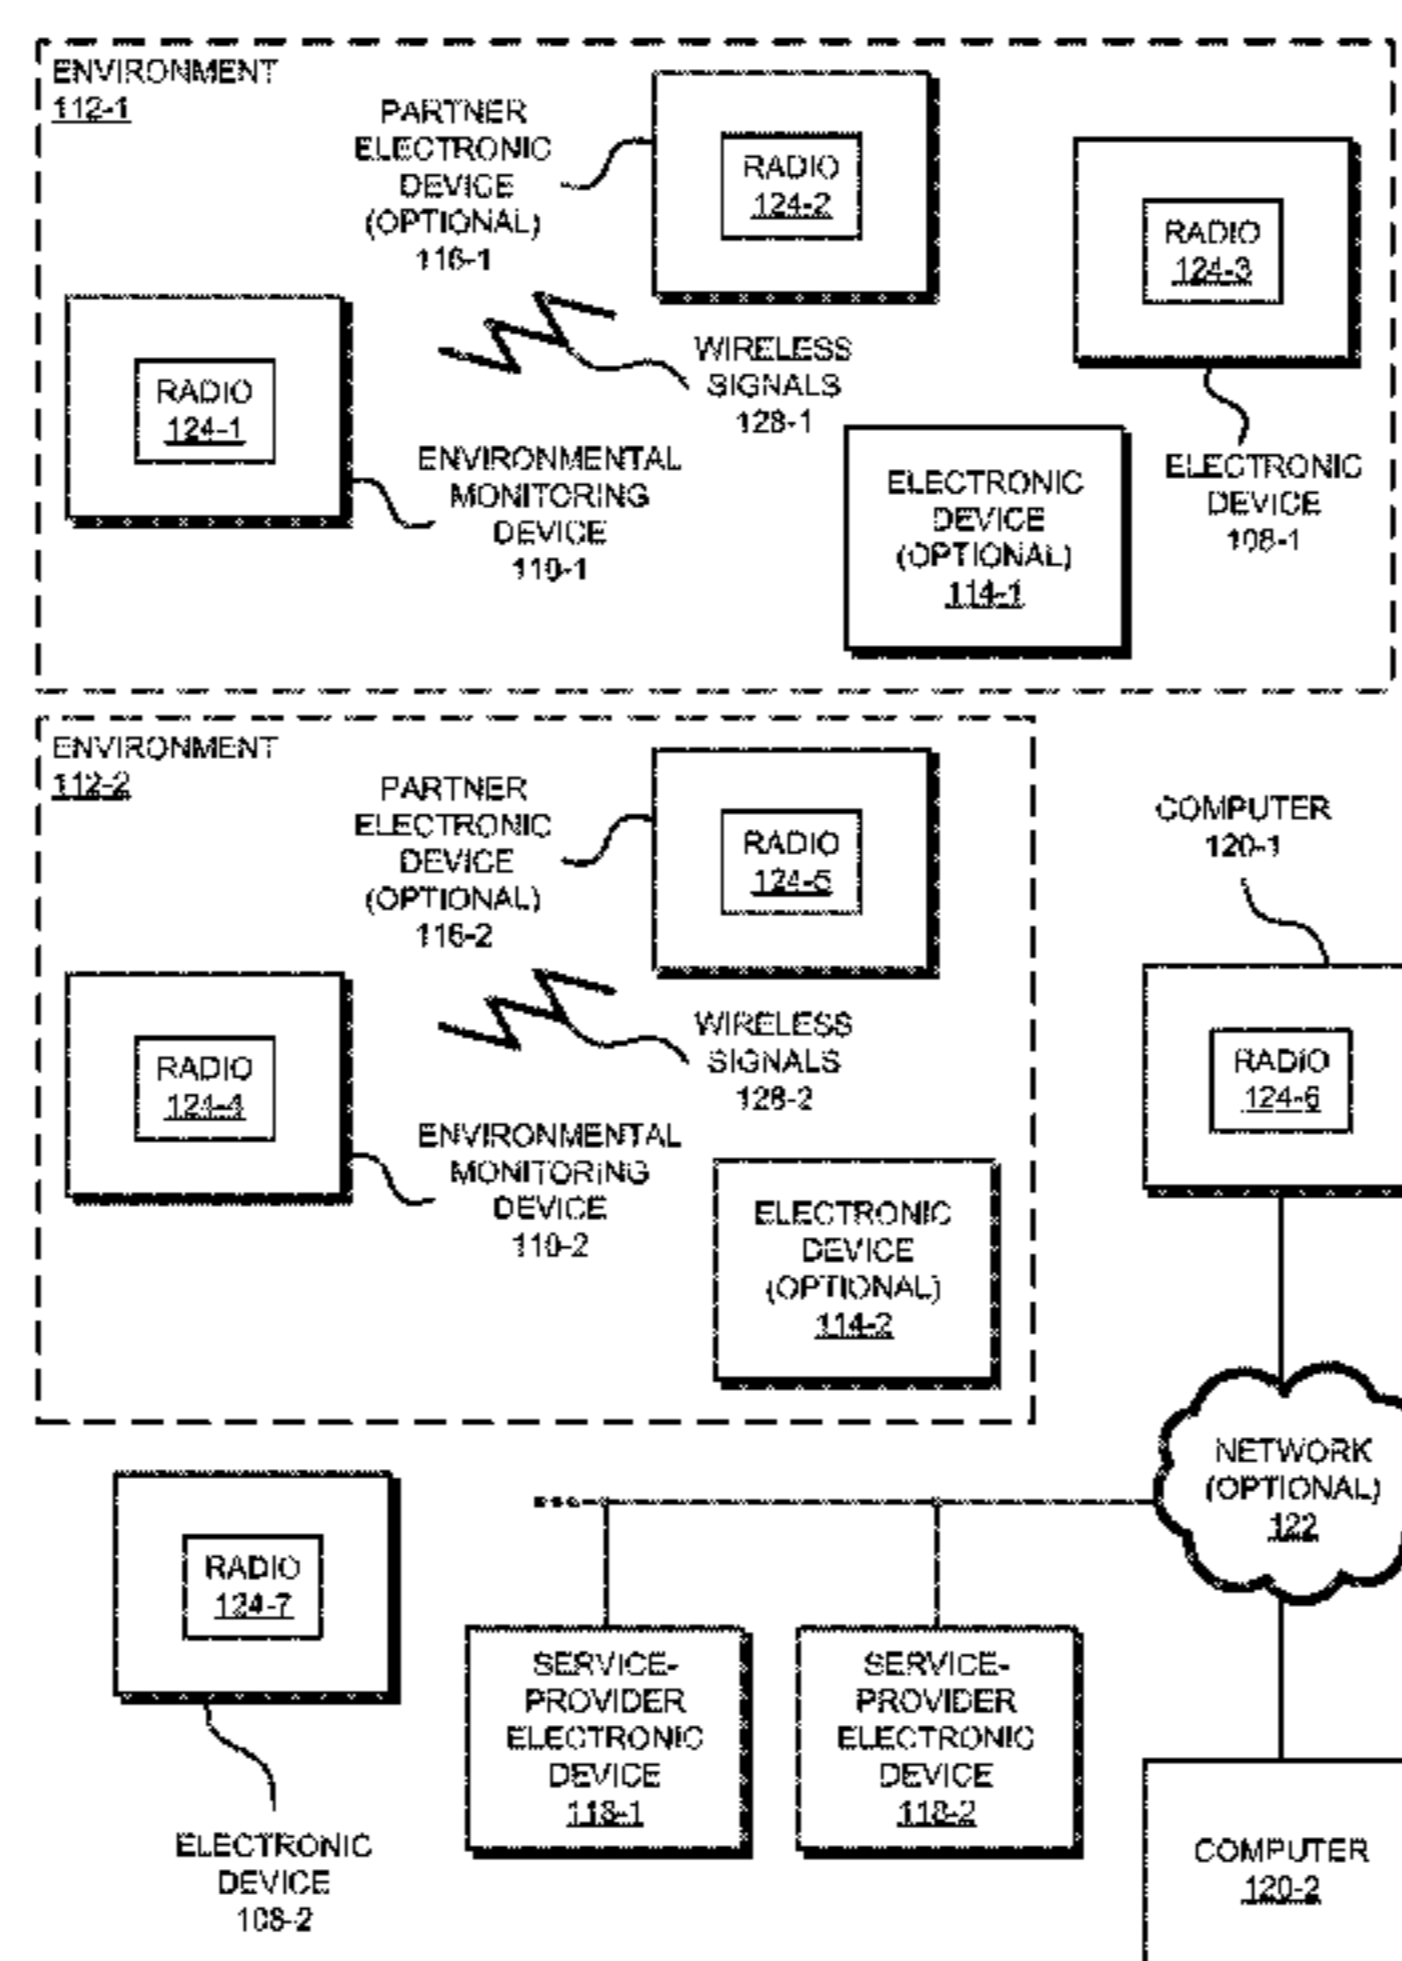 ENVIRONMENT
112-1
PARTNER
ELECTRONIC
DEVICE
(OPTIONAL)
116-1
RADIO
124-2
RADIO
124-3
WIRELESS
SIGNALS
128-1
RADIO
124-1
ENVIRONMENTAL
MONITORING
DEVICE
110-1
ELECTRONIC
DEVICE
(OPTIONAL)
114-1
ELECTRONIC
DEVICE
108-1
ENVIRONMENT
112-2
PARTNER
ELECTRONIC
DEVICE
(OPTIONAL)
116-2
RADIO
124-5
COMPUTER
120-1
WIRELESS
SIGNALS
128-2
RADIO
124-4
RADIO
124-6
ENVIRONMENTAL
MONITORING
DEVICE
110-2
ELECTRONIC
DEVICE
(OPTIONAL)
114-2
NETWORK
(OPTIONAL)
122
RADIO
124-7
SERVICE-
PROVIDER
ELECTRONIC
DEVICE
118-1
SERVICE-
PROVIDER
ELECTRONIC
DEVICE
118-2
ELECTRONIC
DEVICE
108-2
COMPUTER
120-2